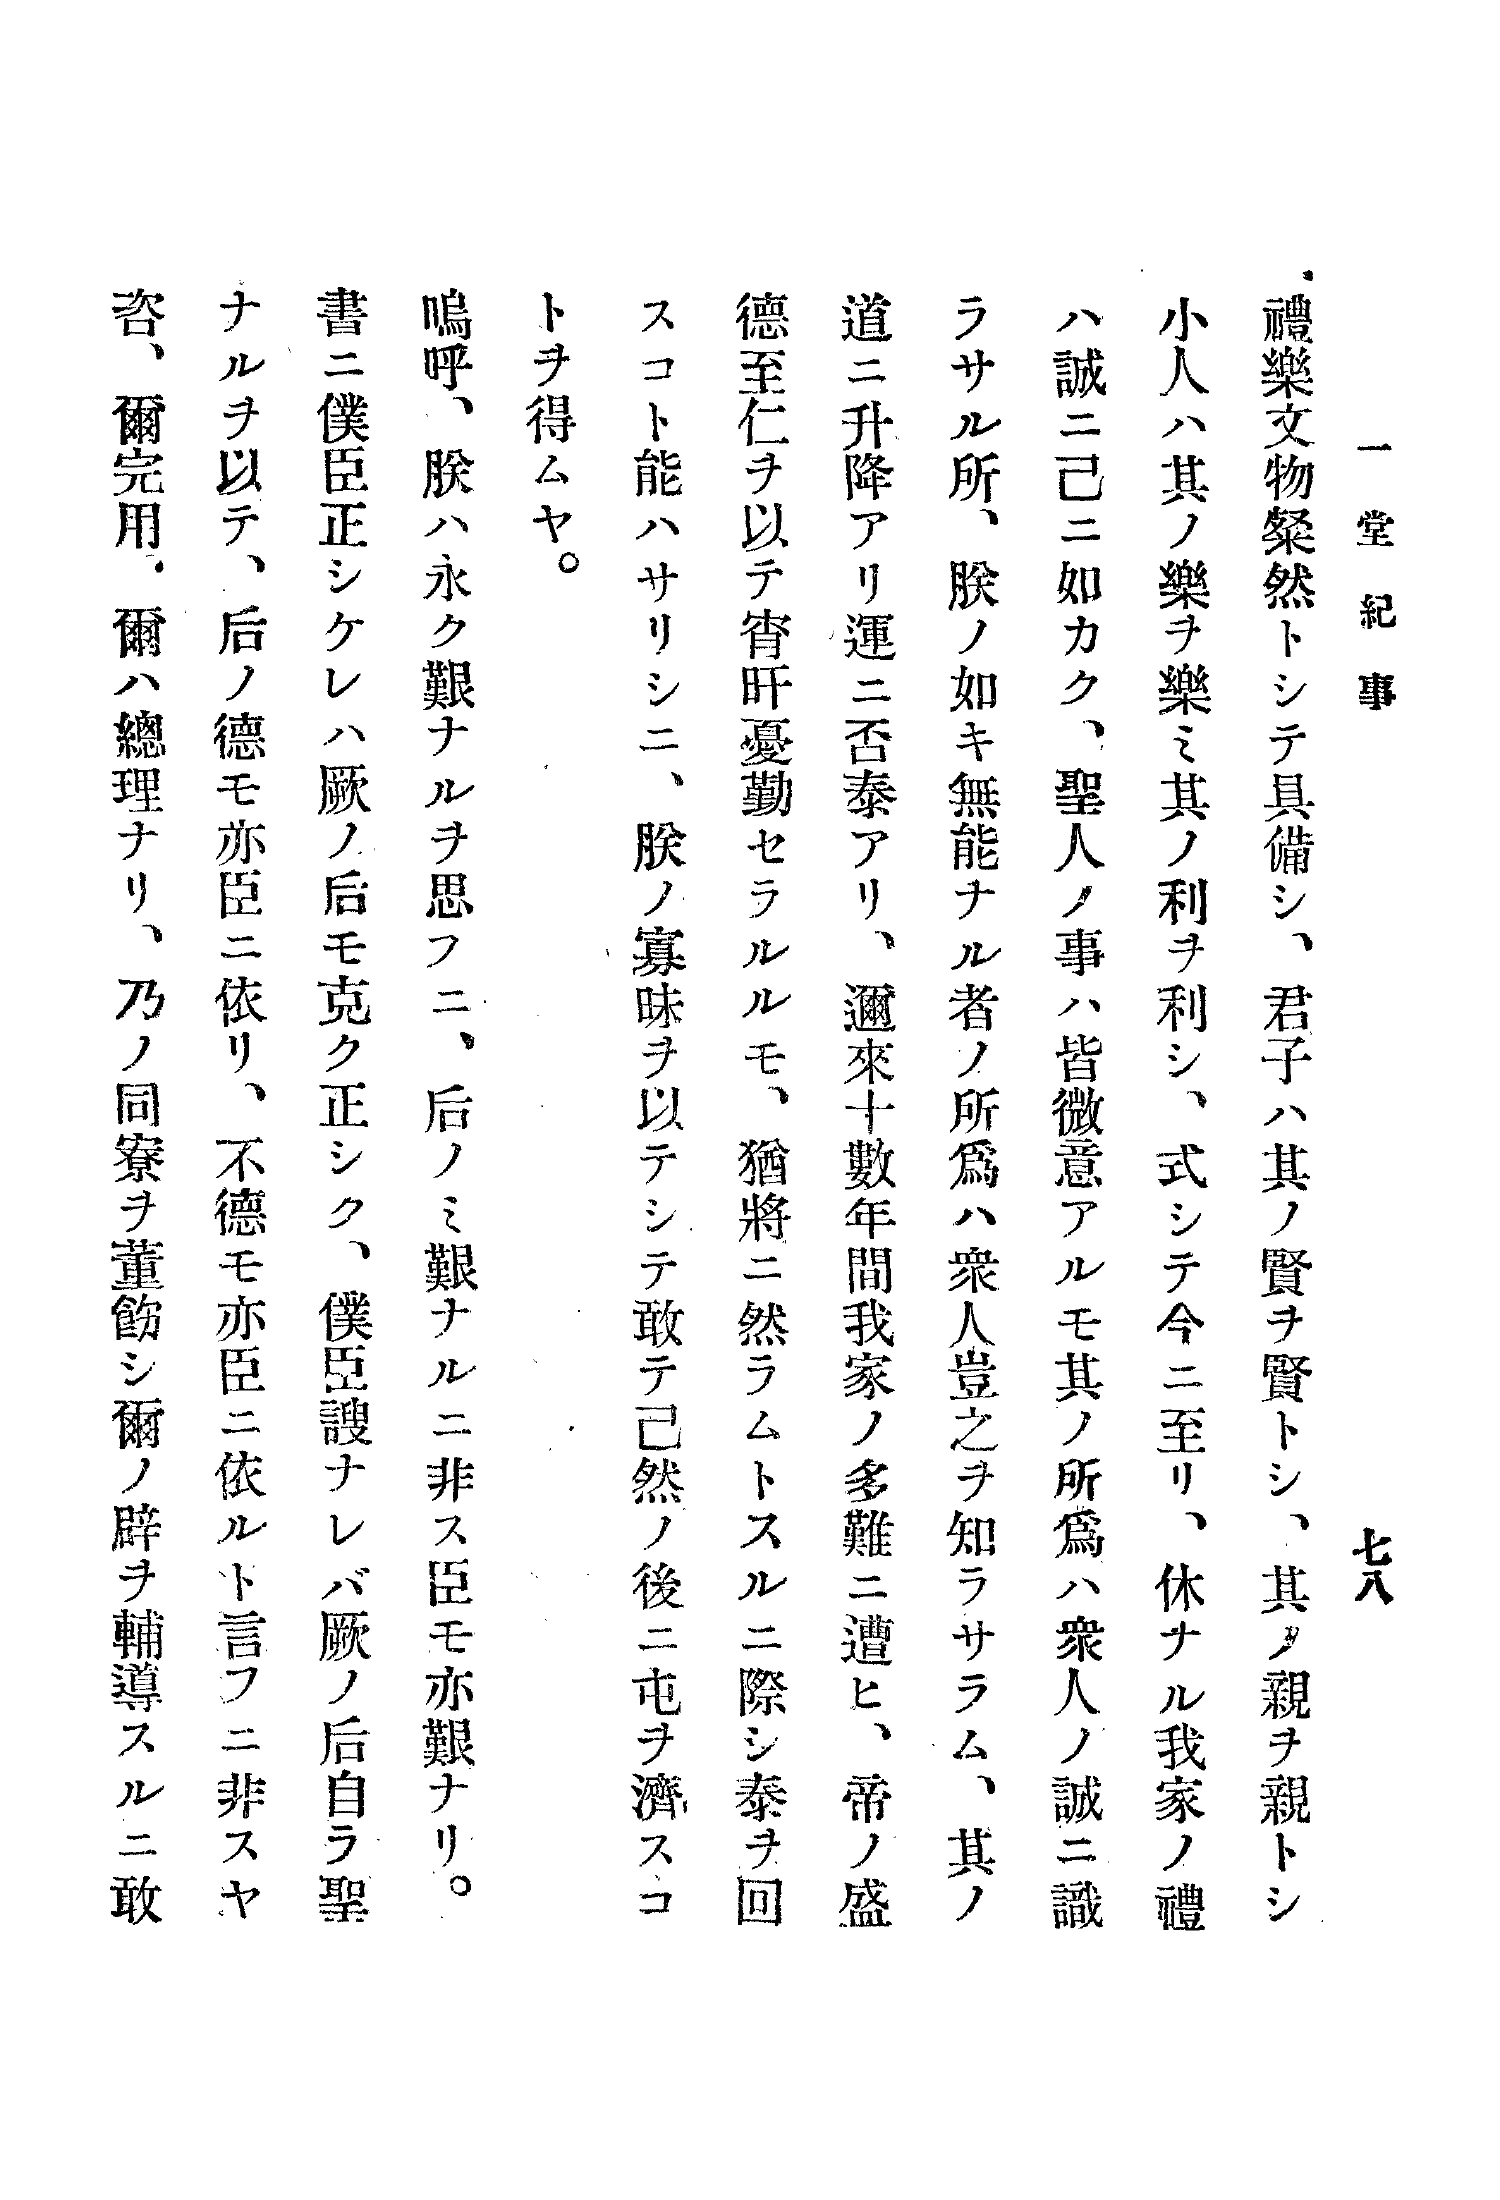 一堂紀事
七八
禮樂文物粲然トシテ具備シ、君子ハ其ノ賢ヲ賢トシ、其ノ親ヲ親トシ
小人ハ其ノ樂ヲ樂ミ其ノ利ヲ利シ、式シテ今ニ至リ、休ナル我家ノ禮
ハ誠ニ己ニ如カク、聖人ノ事ハ皆微意アルモ其ノ所爲ハ衆人ノ誠ニ識
ラサル所、朕ノ如キ無能ナル者ノ所爲ハ衆人豈之ヲ知ラサラム、其ノ
道ニ升降アリ運ニ否泰アリ、邇來十數年間我家ノ多難ニ遭ヒ、帝ノ盛
德至仁ヲ以テ宵旰憂勤セラルルモ、猶將ニ然ラムトスルニ際シ泰ヲ回
スコト能ハサリシニ、朕ノ寡昧ヲ以テシテ敢テ己然ノ後ニ屯ヲ濟スコ
トヲ得ムヤ。
嗚呼、朕ハ永ク艱ナルヲ思フニ、后ノミ艱ナルニ非ス臣モ亦艱ナリ。
書ニ僕臣正シケレハ厥ノ后モ克ク正シク、僕臣諛ナレバ厥ノ后自ラ聖
ナルヲ以テ、后ノ德モ亦臣ニ依リ、不德モ亦臣ニ依ルト言フニ非スヤ
咨、爾完用、爾ハ總理ナリ、乃ノ同寮ヲ董飭シ爾ノ辟ヲ輔導スルニ敢